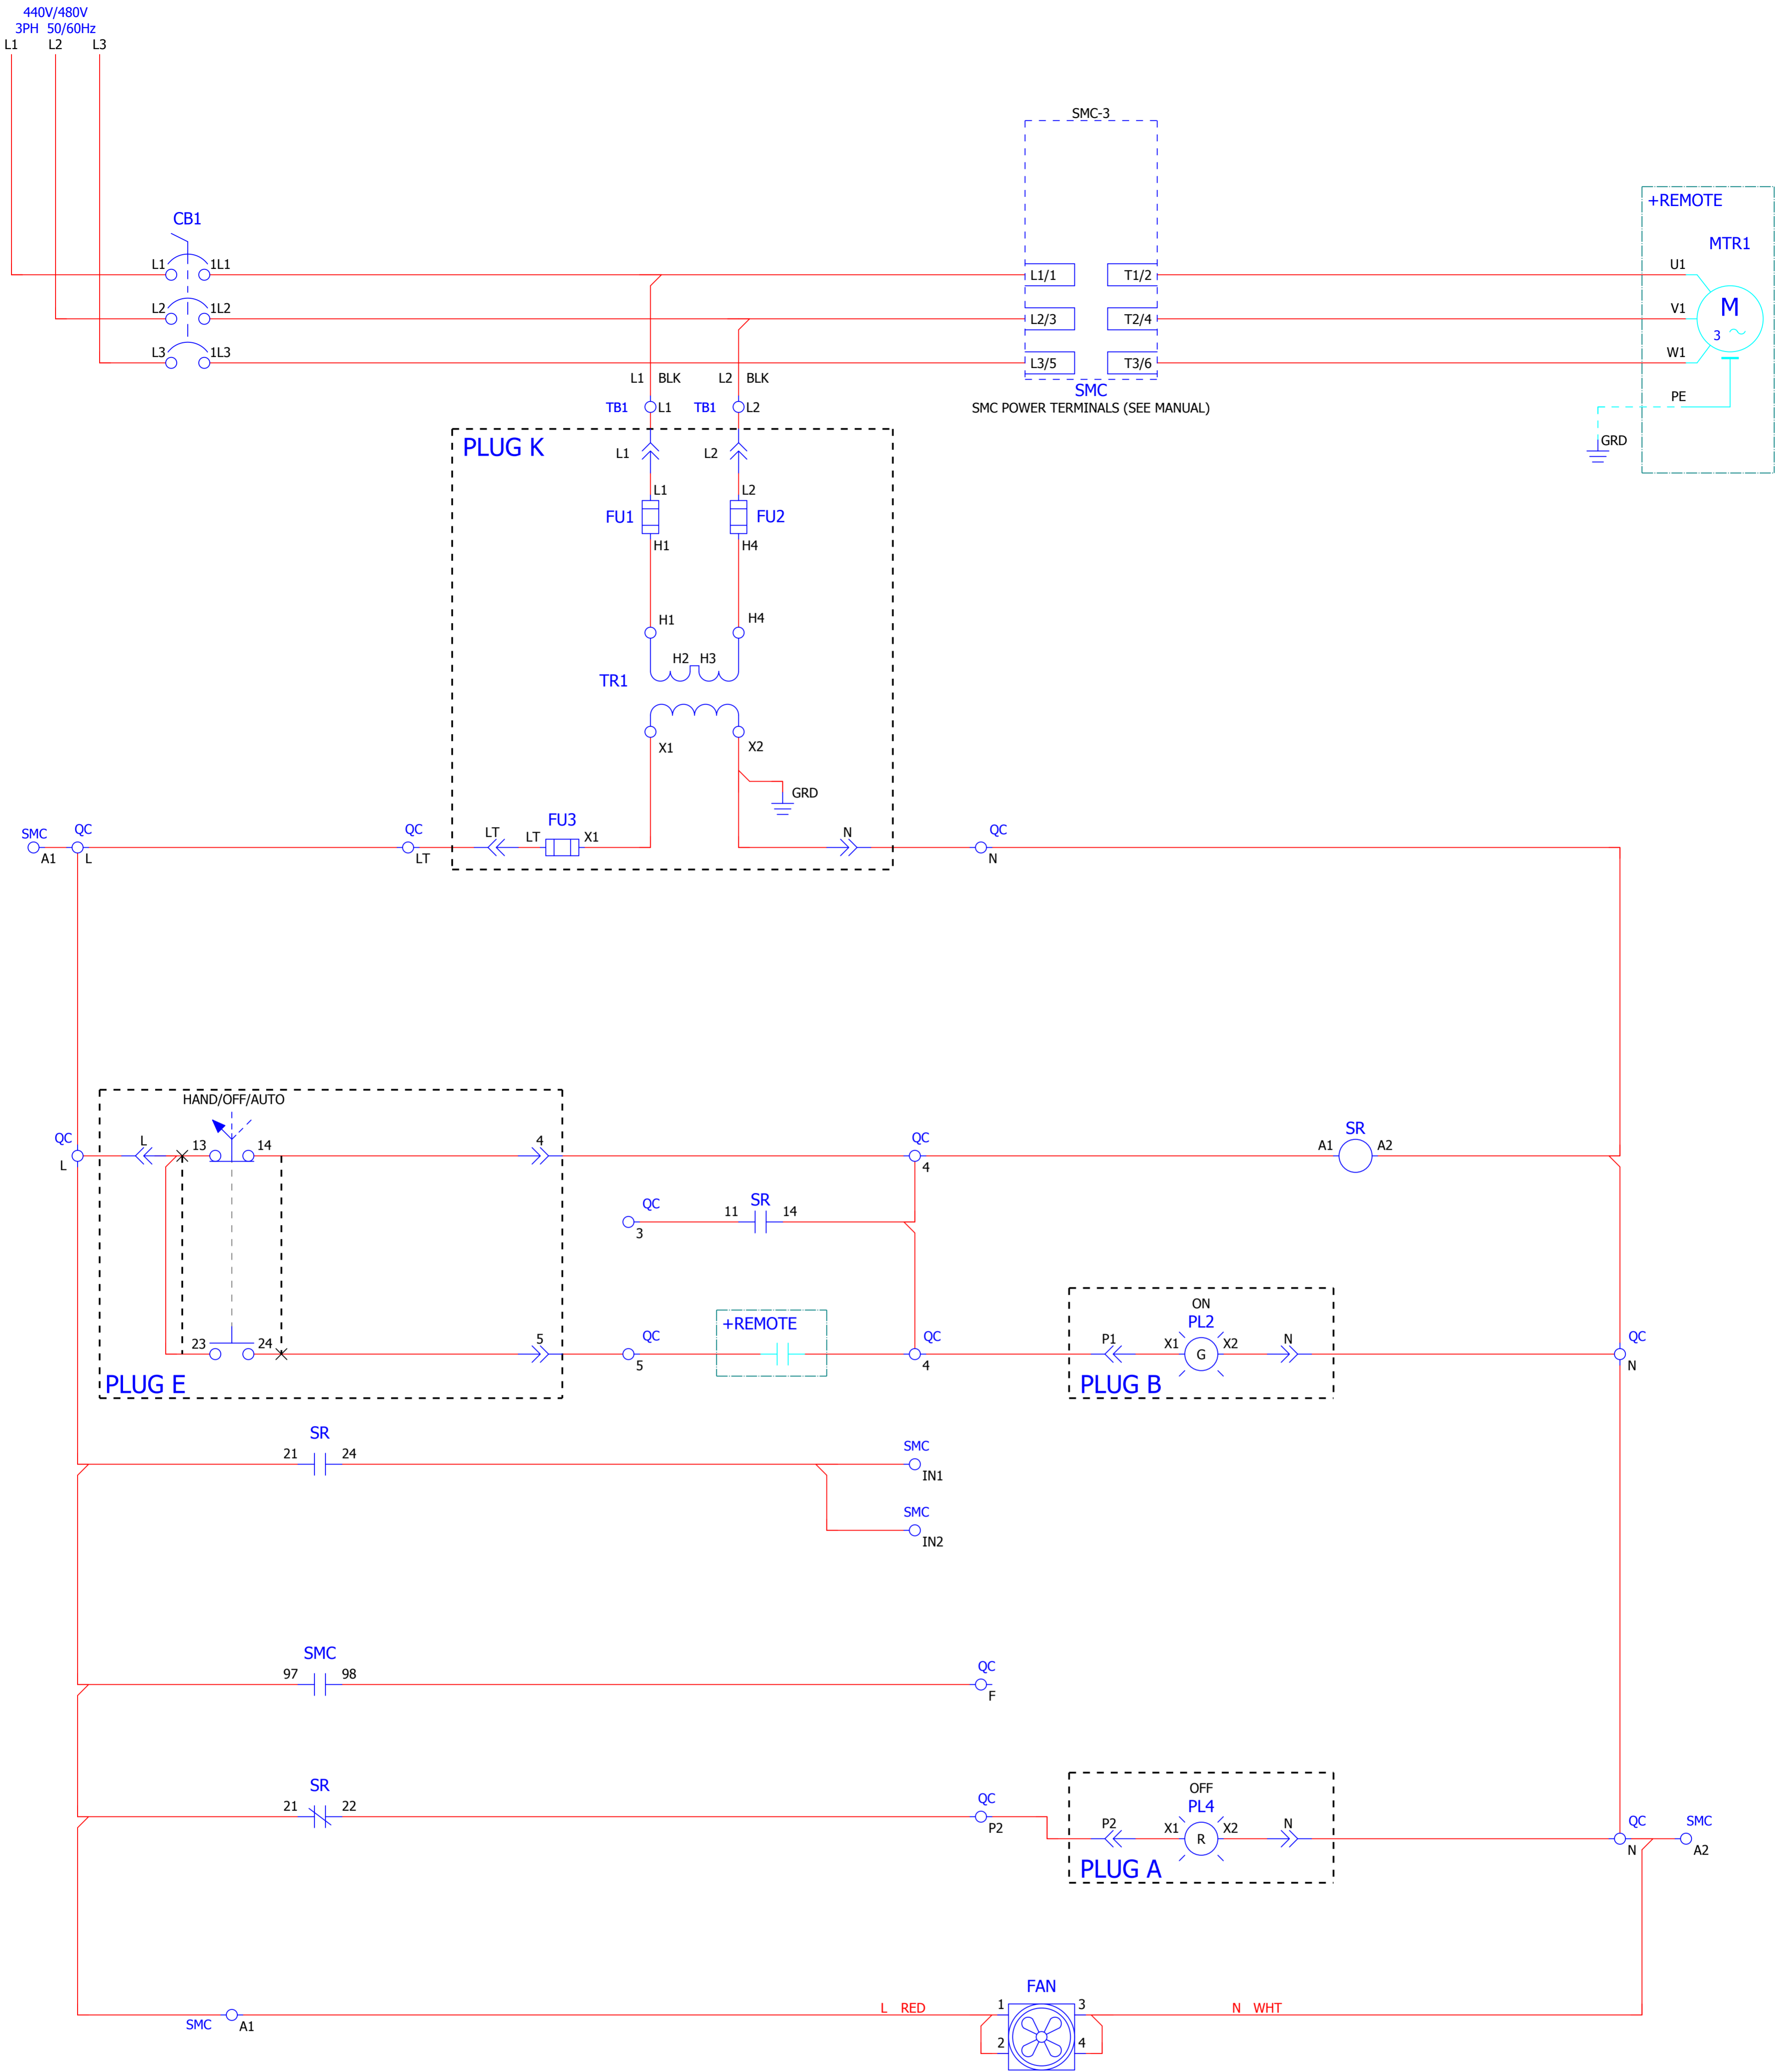 440V/480V
3PH 50/60Hz
L1 L2 L3
SMC-3
CB1
+REMOTE
MTR1
L1 1L1
L1/1 T1/2
U1
L2 1L2
L2/3 T2/4
V1
M
3
L3 1L3
L3/5 T3/6
W1
L1 BLK L2 BLK
SMC
PE
TB1 L1 TB1 L2
SMC POWER TERMINALS (SEE MANUAL)
GRD
PLUG K
L1 L2
L1 L2
FU1 FU2
H1 H4
H1 H4
H2 H3
TR1
X1 X2
GRD
FU3
SMC QC QC LT LT X1 N QC
A1 L LT N
HAND/OFF/AUTO
QC L 13 14 4 QC SR
A1 A2
L 4
QC 11 SR 14
3
ON
+REMOTE PL2
23 24 5 QC QC P1 X1 G X2 N QC
5 4 N
PLUG E PLUG B
SR
21 24 SMC
IN1
SMC
IN2
SMC
97 98 QC
F
SR OFF
21 22 QC PL4
P2 P2 X1 R X2 N QC SMC
N A2
PLUG A
FAN
L RED 1 3 N WHT
SMC A1
2 4